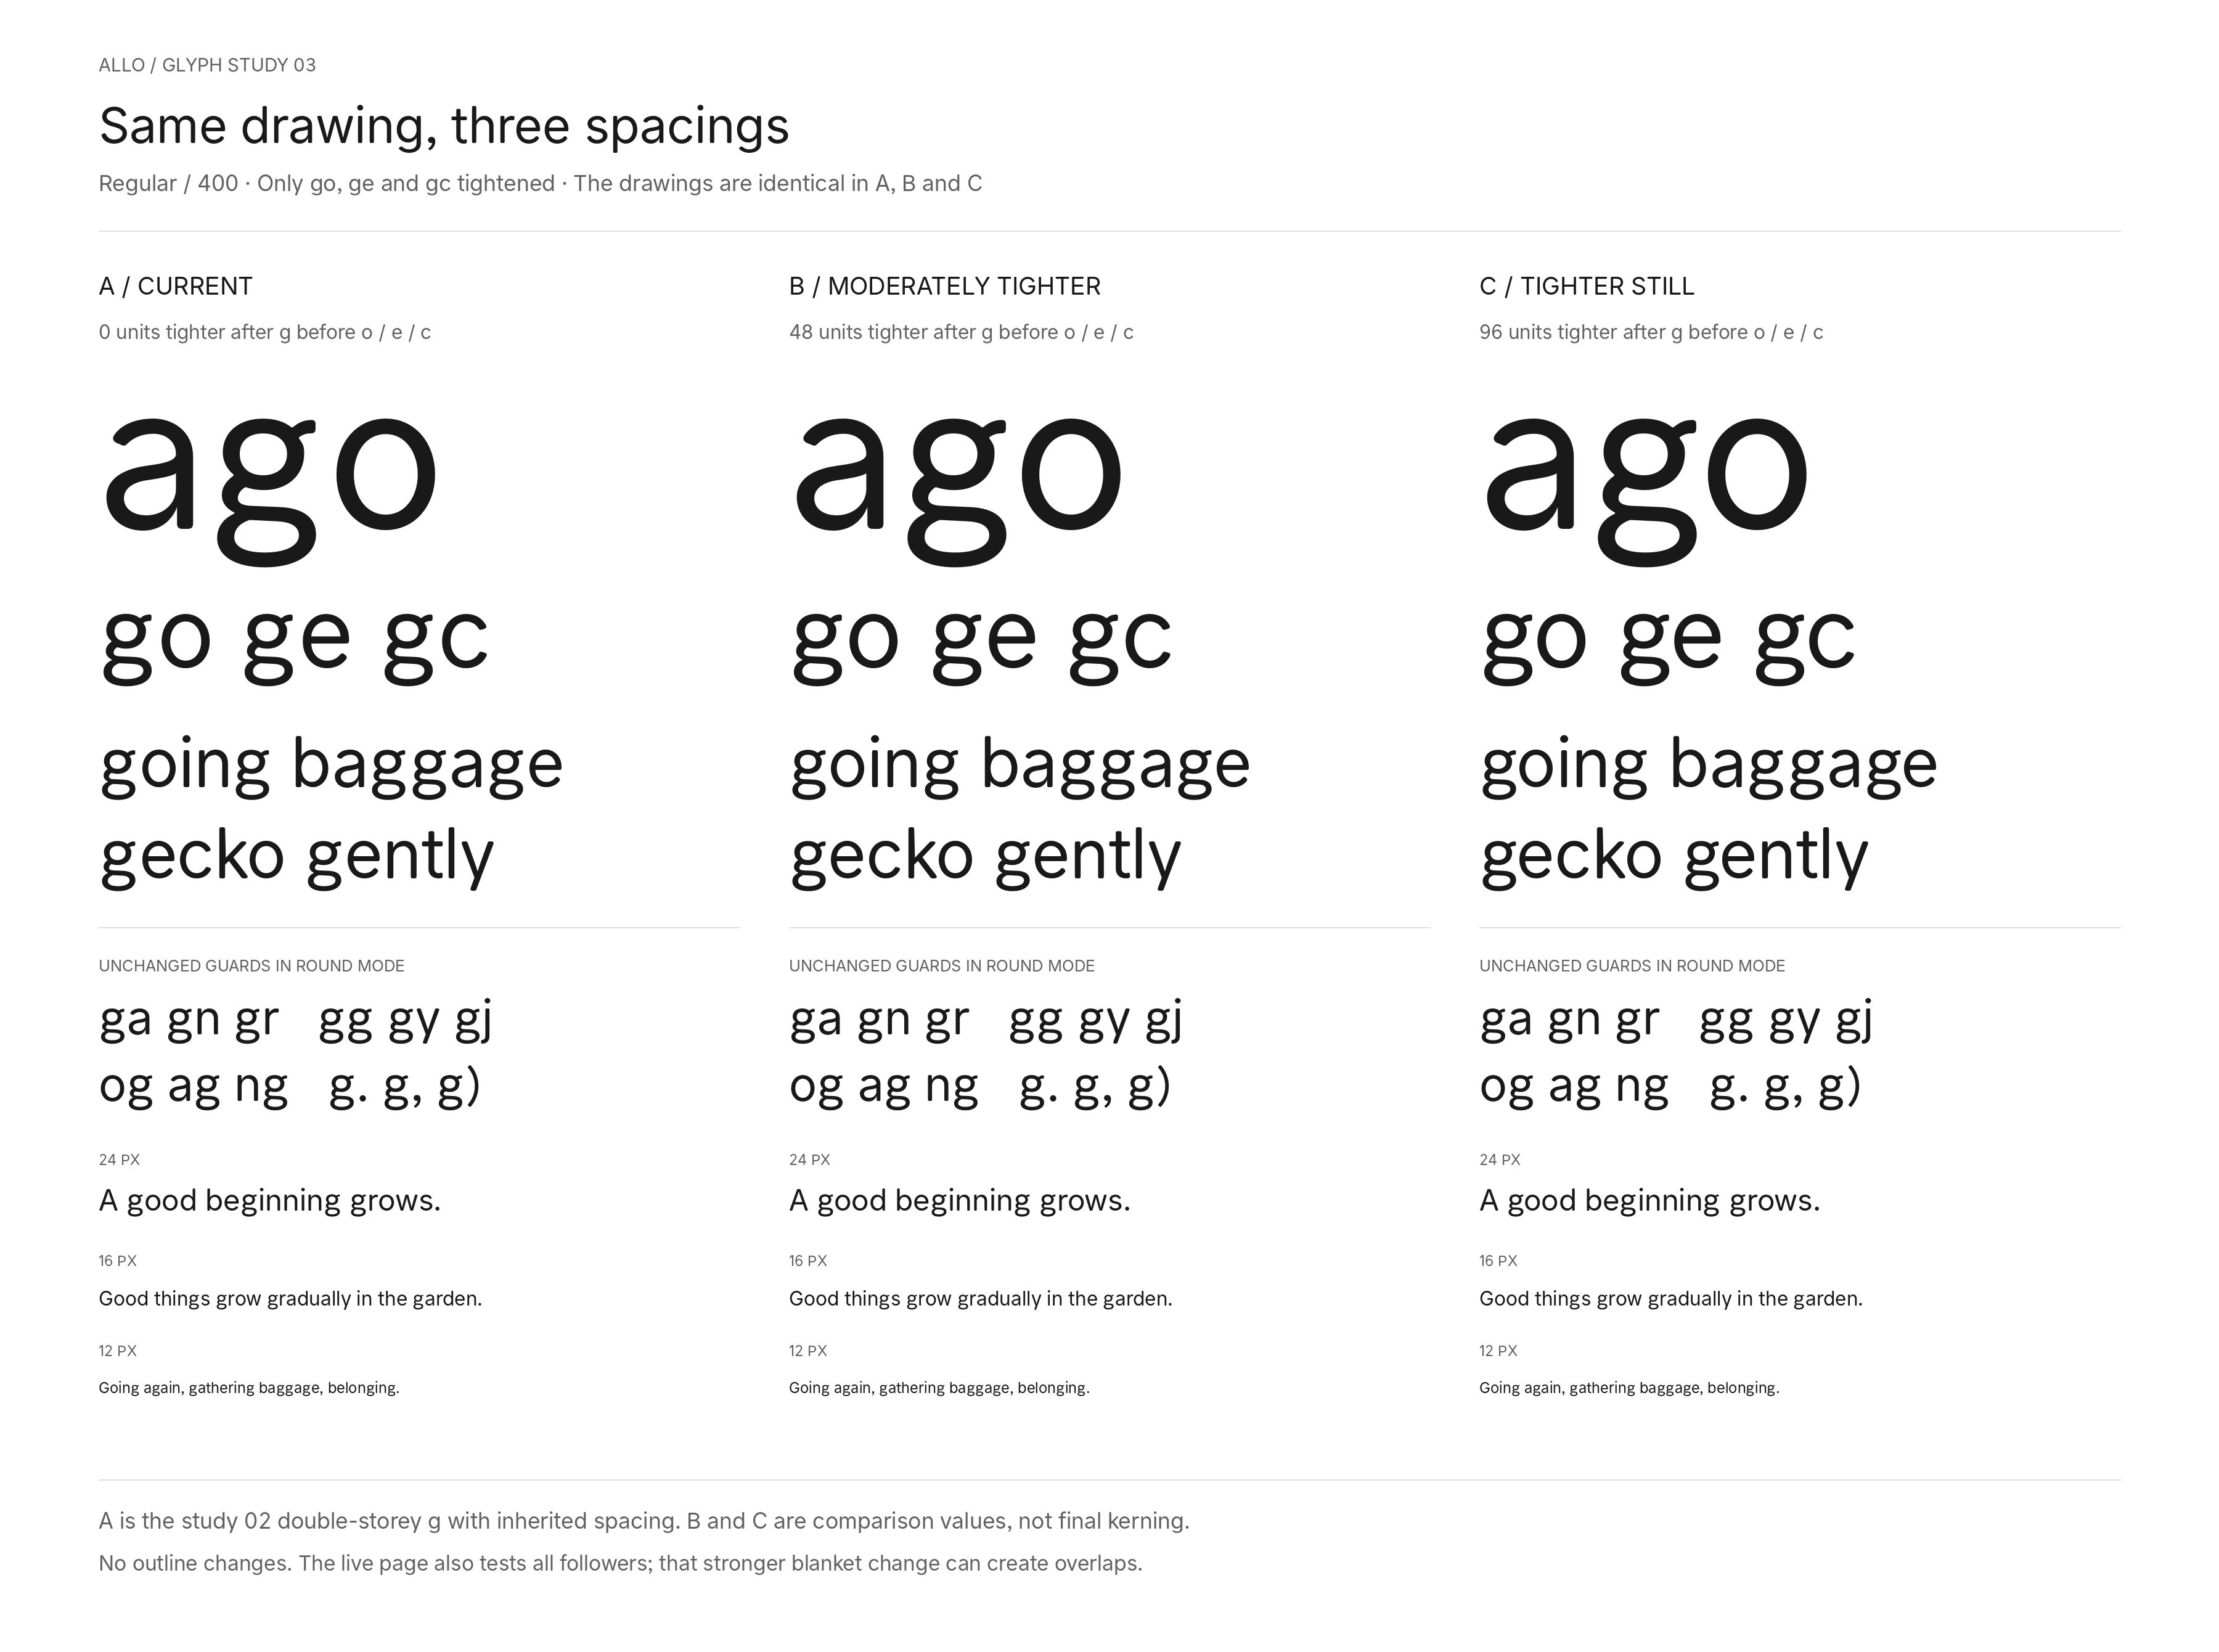 ALLO / GLYPH STUDY 03
Same drawing, three spacings
Regular / 400 · Only go, ge and gc tightened · The drawings are identical in A, B and C
A / CURRENT
0 units tighter after g before o / e / c
ago
go ge gc
going baggage
gecko gently
UNCHANGED GUARDS IN ROUND MODE
ga gn gr gg gy gj
og ag ng g. g, g)
24 PX
A good beginning grows.
16 PX
Good things grow gradually in the garden.
12 PX
Going again, gathering baggage, belonging.
B / MODERATELY TIGHTER
48 units tighter after g before o / e / c
ago
go ge gc
going baggage
gecko gently
UNCHANGED GUARDS IN ROUND MODE
ga gn gr gg gy gj
og ag ng g. g, g)
24 PX
A good beginning grows.
16 PX
Good things grow gradually in the garden.
12 PX
Going again, gathering baggage, belonging.
C / TIGHTER STILL
96 units tighter after g before o / e / c
ago
go ge gc
going baggage
gecko gently
UNCHANGED GUARDS IN ROUND MODE
ga gn gr gg gy gj
og ag ng g. g, g)
24 PX
A good beginning grows.
16 PX
Good things grow gradually in the garden.
12 PX
Going again, gathering baggage, belonging.
A is the study 02 double-storey g with inherited spacing. B and C are comparison values, not final kerning.
No outline changes. The live page also tests all followers; that stronger blanket change can create overlaps.